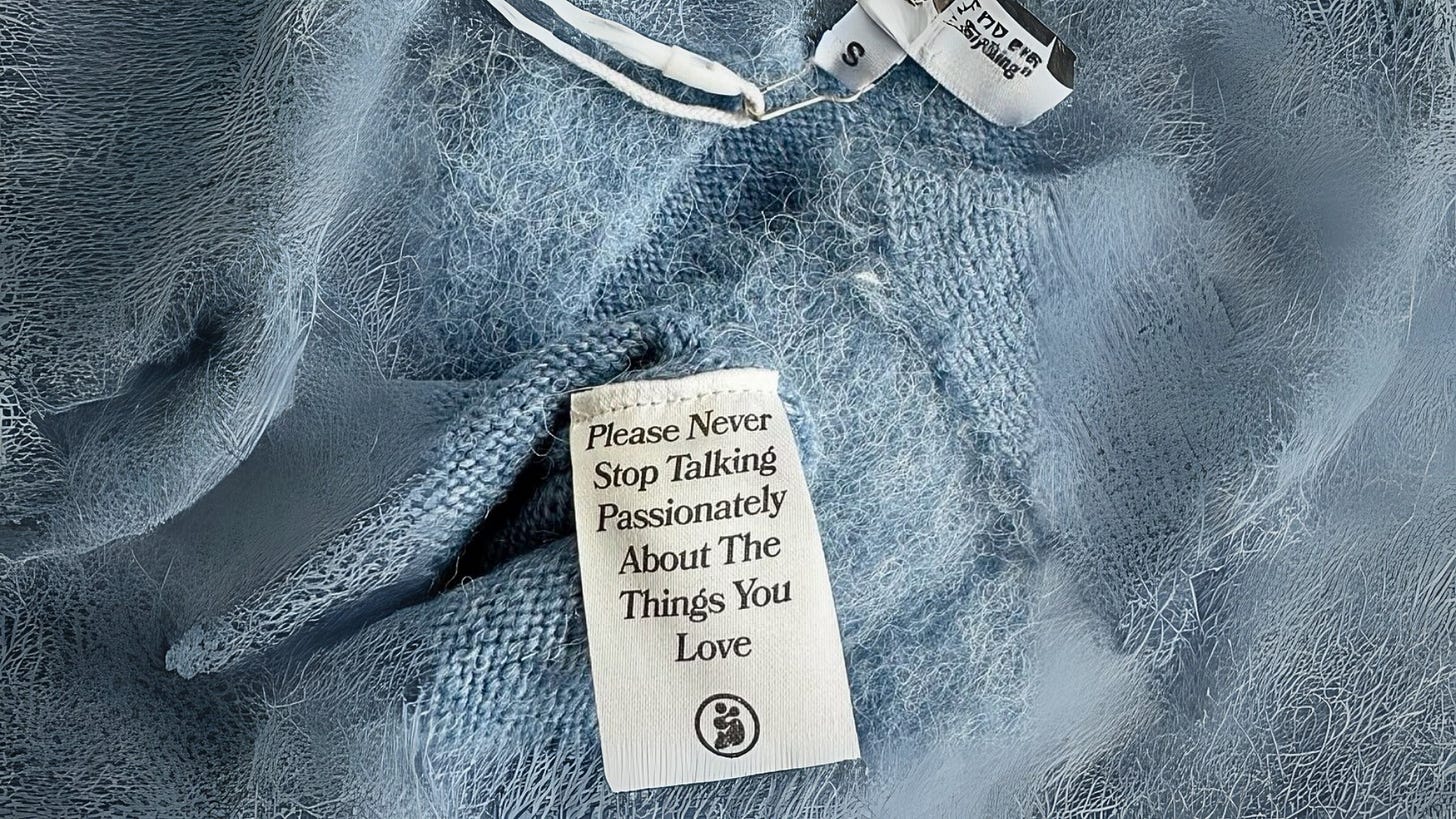 S
Please Never
Stop Talking
Passionately
About The
Things You
Love